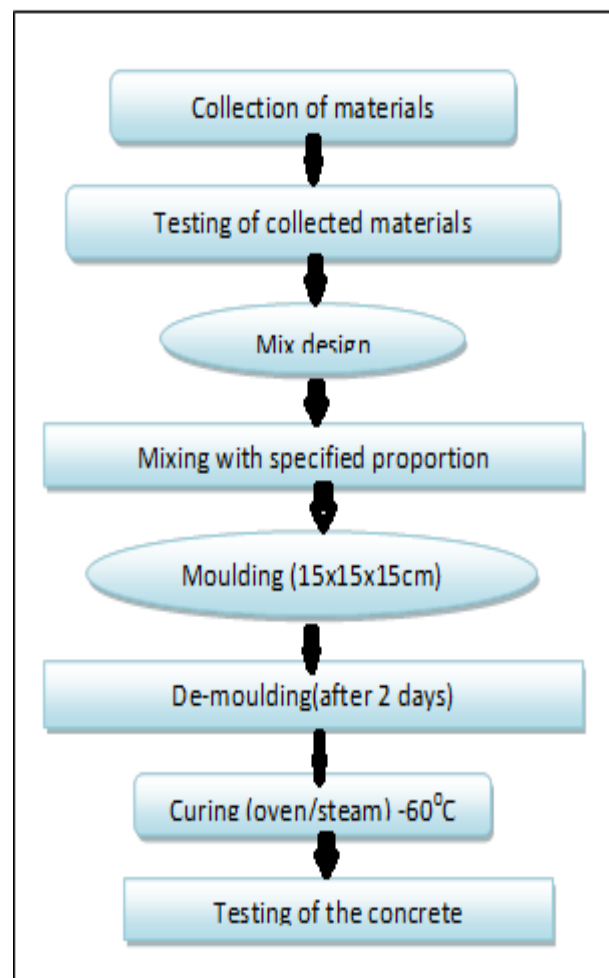 Collection of materials
Testing of collected materials
Mix design
Mixing with specified proportion
Moulding (15x15x15cm)
De-moulding(after 2 days)
Curing (oven/steam) -60⁰C
Testing of the concrete